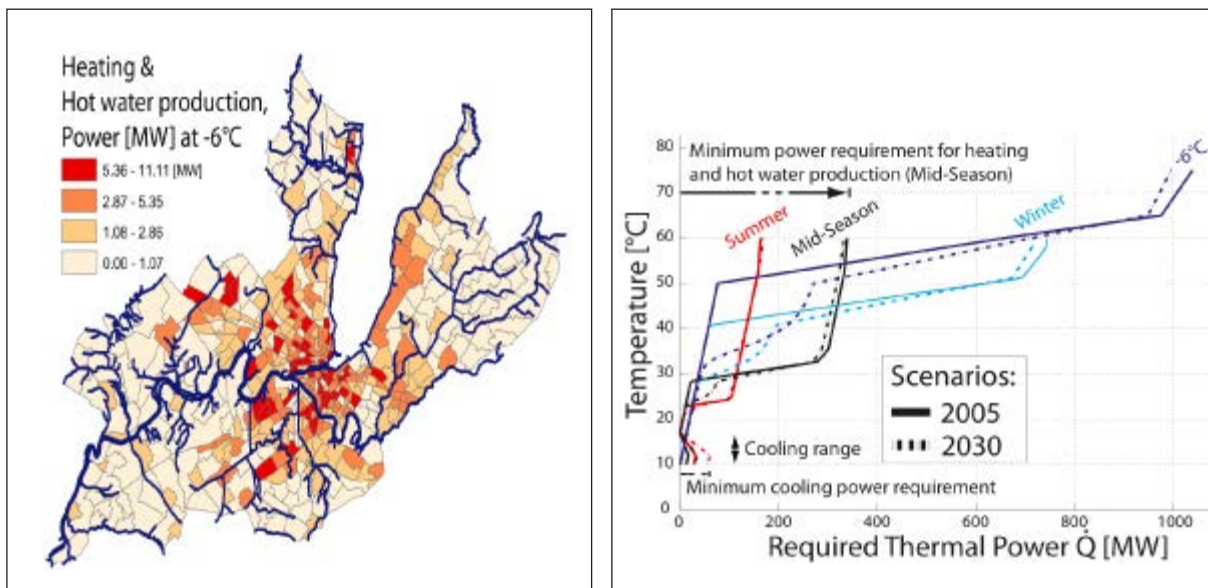 Heating &
Hot water production,
Power [MW] at -6°C
5.36 - 11.11 [MW]
2.87 - 5.35
1.08 - 2.86
0.00 - 1.07
80
70
60
50
40
30
20
10
0
Temperature [°C]
Minimum power requirement for heating
and hot water production (Mid-Season)
Summer
Mid-Season
Winter
-6°C
Scenarios:
2005
2030
Cooling range
Minimum cooling power requirement
0
200
400
600
800
1000
Required Thermal Power Q̇ [MW]